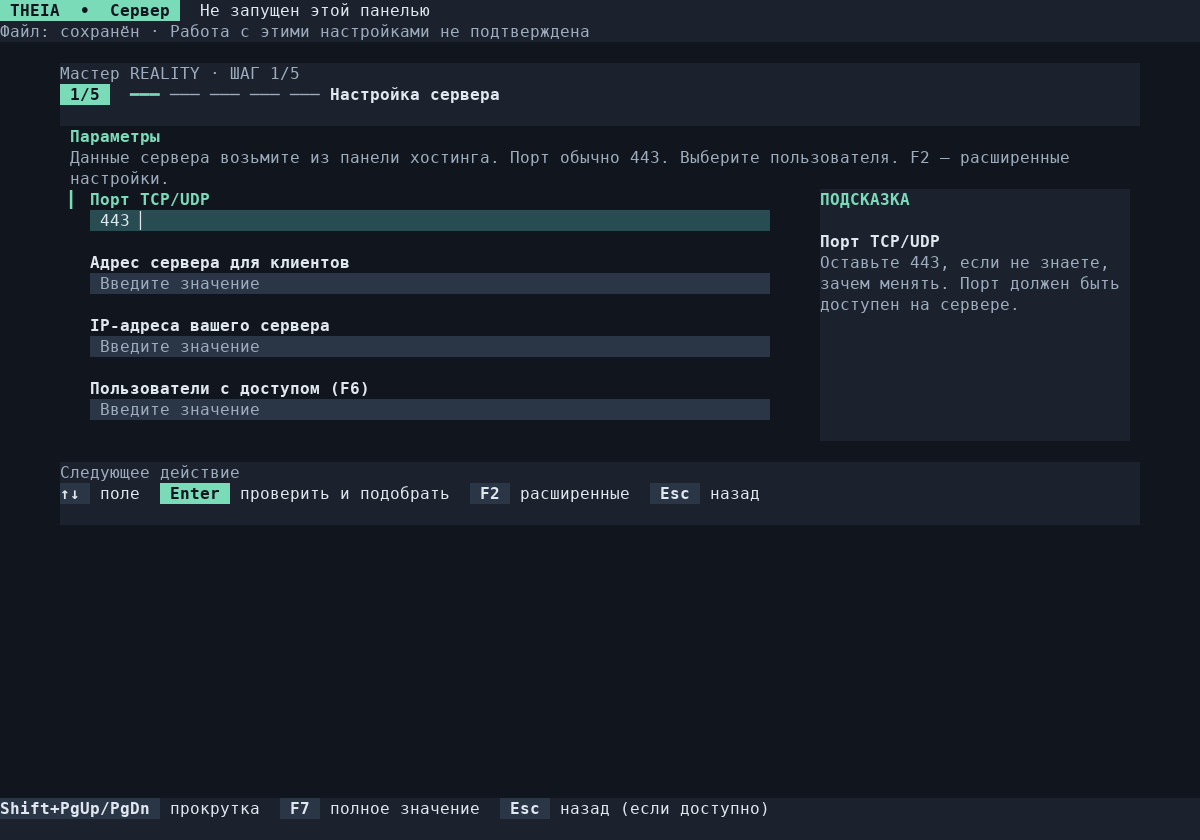 THEIA • Сервер Не запущен этой панелью
Файл: сохранён · Работа с этими настройками не подтверждена
Мастер REALITY · ШАГ 1/5
1/5 Настройка сервера
Параметры
Данные сервера возьмите из панели хостинга. Порт обычно 443. Выберите пользователя. F2 — расширенные
настройки.
Порт TCP/UDP
443
Адрес сервера для клиентов
Введите значение
IP-адреса вашего сервера
Введите значение
Пользователи с доступом (F6)
Введите значение
ПОДСКАЗКА
Порт TCP/UDP
Оставьте 443, если не знаете,
зачем менять. Порт должен быть
доступен на сервере.
Следующее действие
↑↓ поле Enter проверить и подобрать F2 расширенные Esc назад
Shift+PgUp/PgDn прокрутка F7 полное значение Esc назад (если доступно)